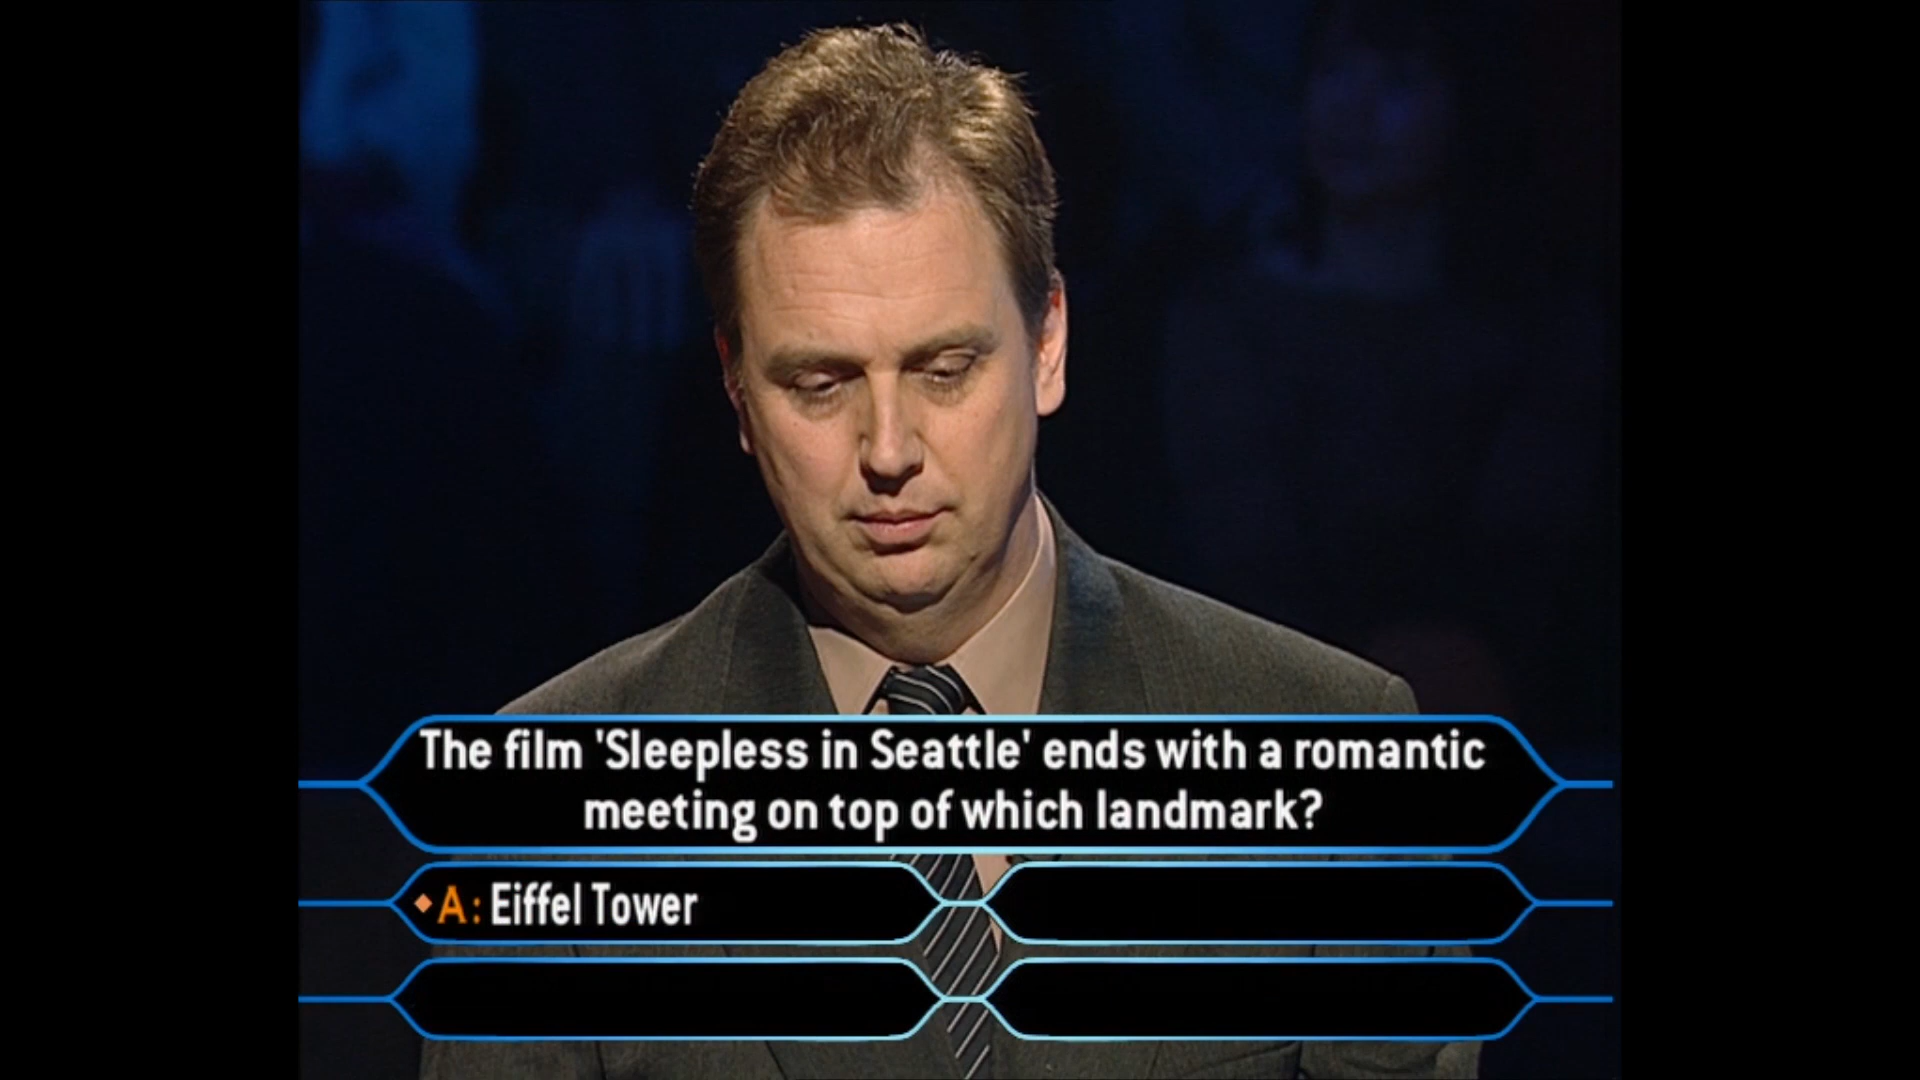 The film 'Sleepless in Seattle' ends with a romantic
meeting on top of which landmark?
A: Eiffel Tower